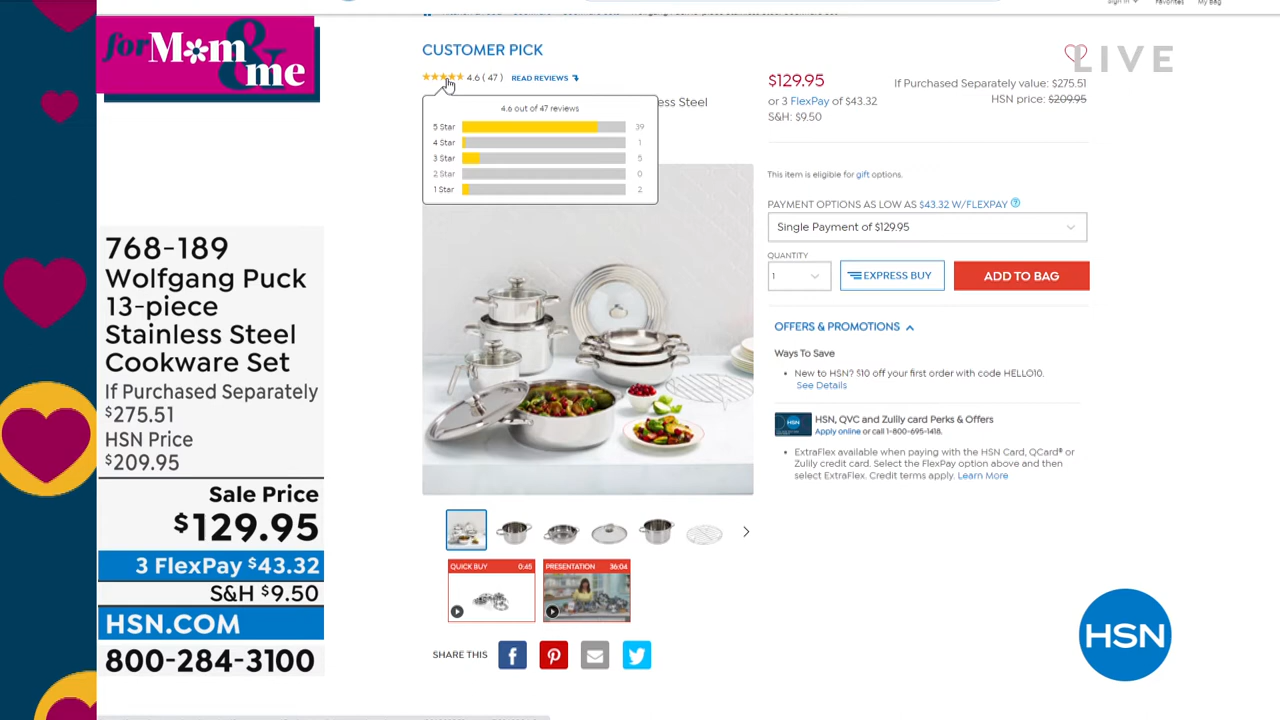 Sign In
Favorites
My Bag
for Mom
& me
CUSTOMER PICK
4.6 (47) READ REVIEWS
ess Steel
4.6 out of 47 reviews
5 Star 39
4 Star 1
3 Star 5
2 Star 0
1 Star 2
LIVE
$129.95
or 3 FlexPay of $43.32
S&H: $9.50
If Purchased Separately value: $275.51
HSN price: $209.95
This item is eligible for gift options.
PAYMENT OPTIONS AS LOW AS $43.32 W/FLEXPAY ?
Single Payment of $129.95
QUANTITY
1
EXPRESS BUY
ADD TO BAG
OFFERS & PROMOTIONS
Ways To Save
• New to HSN? $10 off your first order with code HELLO10.
See Details
HSN
HSN, QVC and Zulily card Perks & Offers
Apply online or call 1-800-695-1418.
• ExtraFlex available when paying with the HSN Card, QCard® or
Zulily credit card. Select the FlexPay option above and then
select ExtraFlex. Credit terms apply. Learn More
768-189
Wolfgang Puck
13-piece
Stainless Steel
Cookware Set
If Purchased Separately
$275.51
HSN Price
$209.95
Sale Price
$129.95
3 FlexPay $43.32
S&H $9.50
HSN.COM
800-284-3100
QUICK BUY 0:45
PRESENTATION 36:04
SHARE THIS
HSN